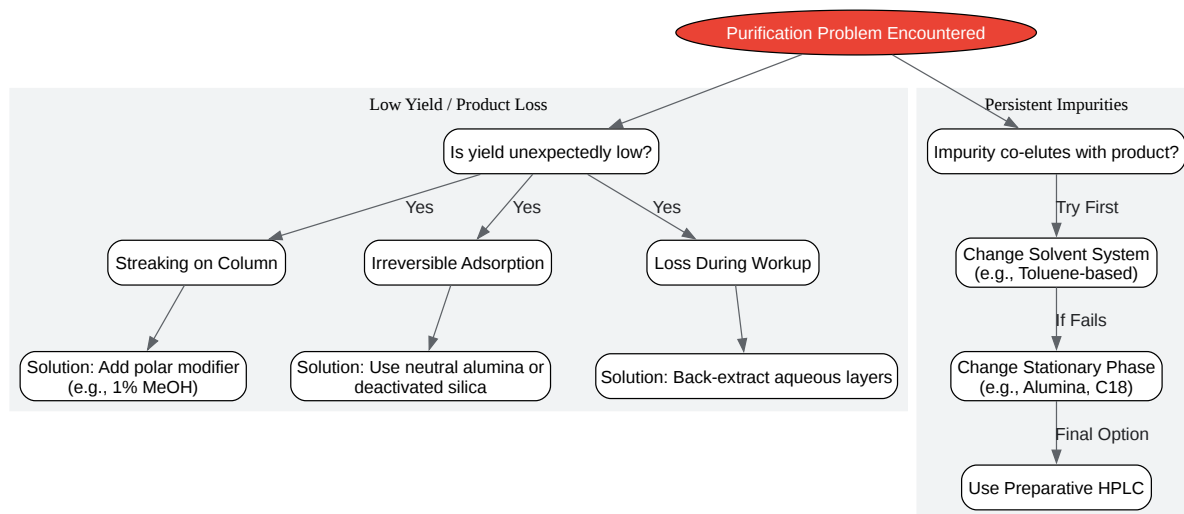 Purification Problem Encountered
Low Yield / Product Loss
Persistent Impurities
Is yield unexpectedly low?
Impurity co-elutes with product?
Yes
Yes
Yes
Try First
Streaking on Column
Irreversible Adsorption
Loss During Workup
Change Solvent System
(e.g., Toluene-based)
If Fails
Solution: Add polar modifier
(e.g., 1% MeOH)
Solution: Use neutral alumina or
deactivated silica
Solution: Back-extract aqueous layers
Change Stationary Phase
(e.g., Alumina, C18)
Final Option
Use Preparative HPLC